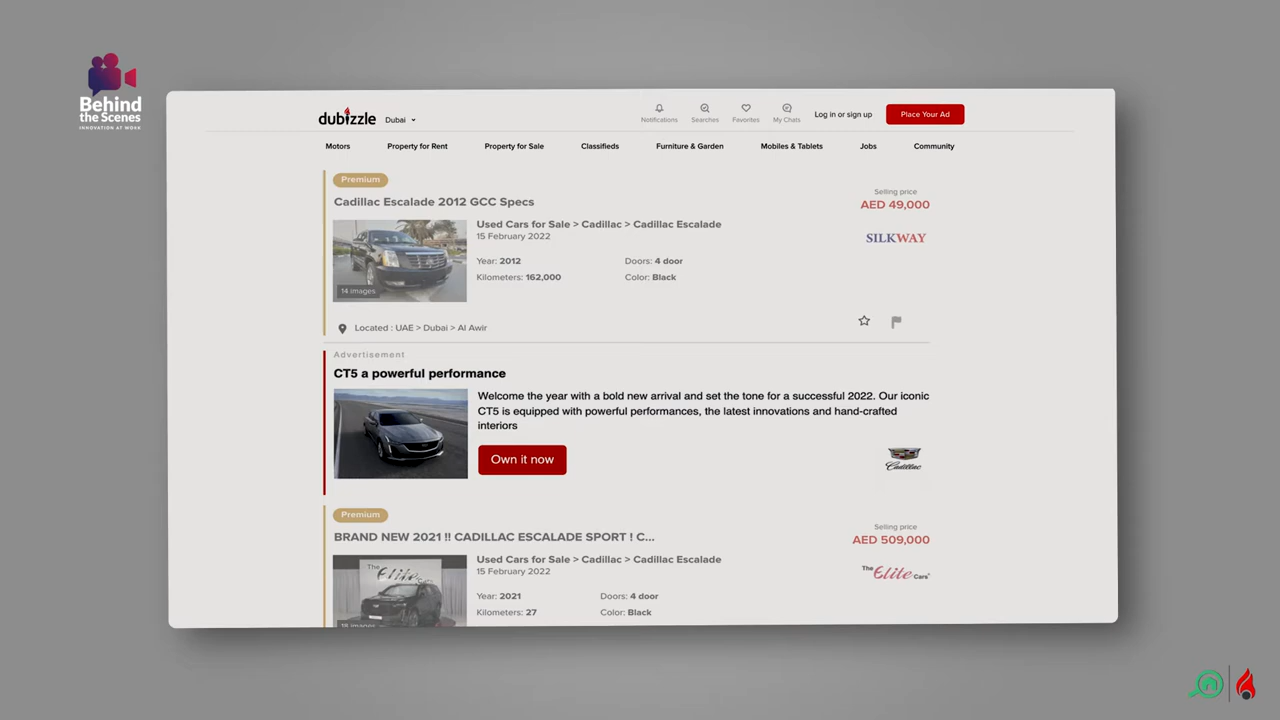 Behind
the Scenes
INNOVATION AT WORK
dubizzle
Dubai
Notifications
Searches
Favorites
My Chats
Log in or sign up
Place Your Ad
Motors
Property for Rent
Property for Sale
Classifieds
Furniture & Garden
Mobiles & Tablets
Jobs
Community
Premium
Cadillac Escalade 2012 GCC Specs
Selling price
AED 49,000
SILKWAY
Used Cars for Sale > Cadillac > Cadillac Escalade
15 February 2022
Year: 2012
Doors: 4 door
Kilometers: 162,000
Color: Black
14 images
Located : UAE > Dubai > Al Awir
Advertisement
CT5 a powerful performance
Welcome the year with a bold new arrival and set the tone for a successful 2022. Our iconic
CT5 is equipped with powerful performances, the latest innovations and hand-crafted
interiors
Own it now
Cadillac
Premium
BRAND NEW 2021 !! CADILLAC ESCALADE SPORT ! C...
Selling price
AED 509,000
The Elite Cars
Used Cars for Sale > Cadillac > Cadillac Escalade
15 February 2022
Year: 2021
Doors: 4 door
Kilometers: 27
Color: Black
The Elite